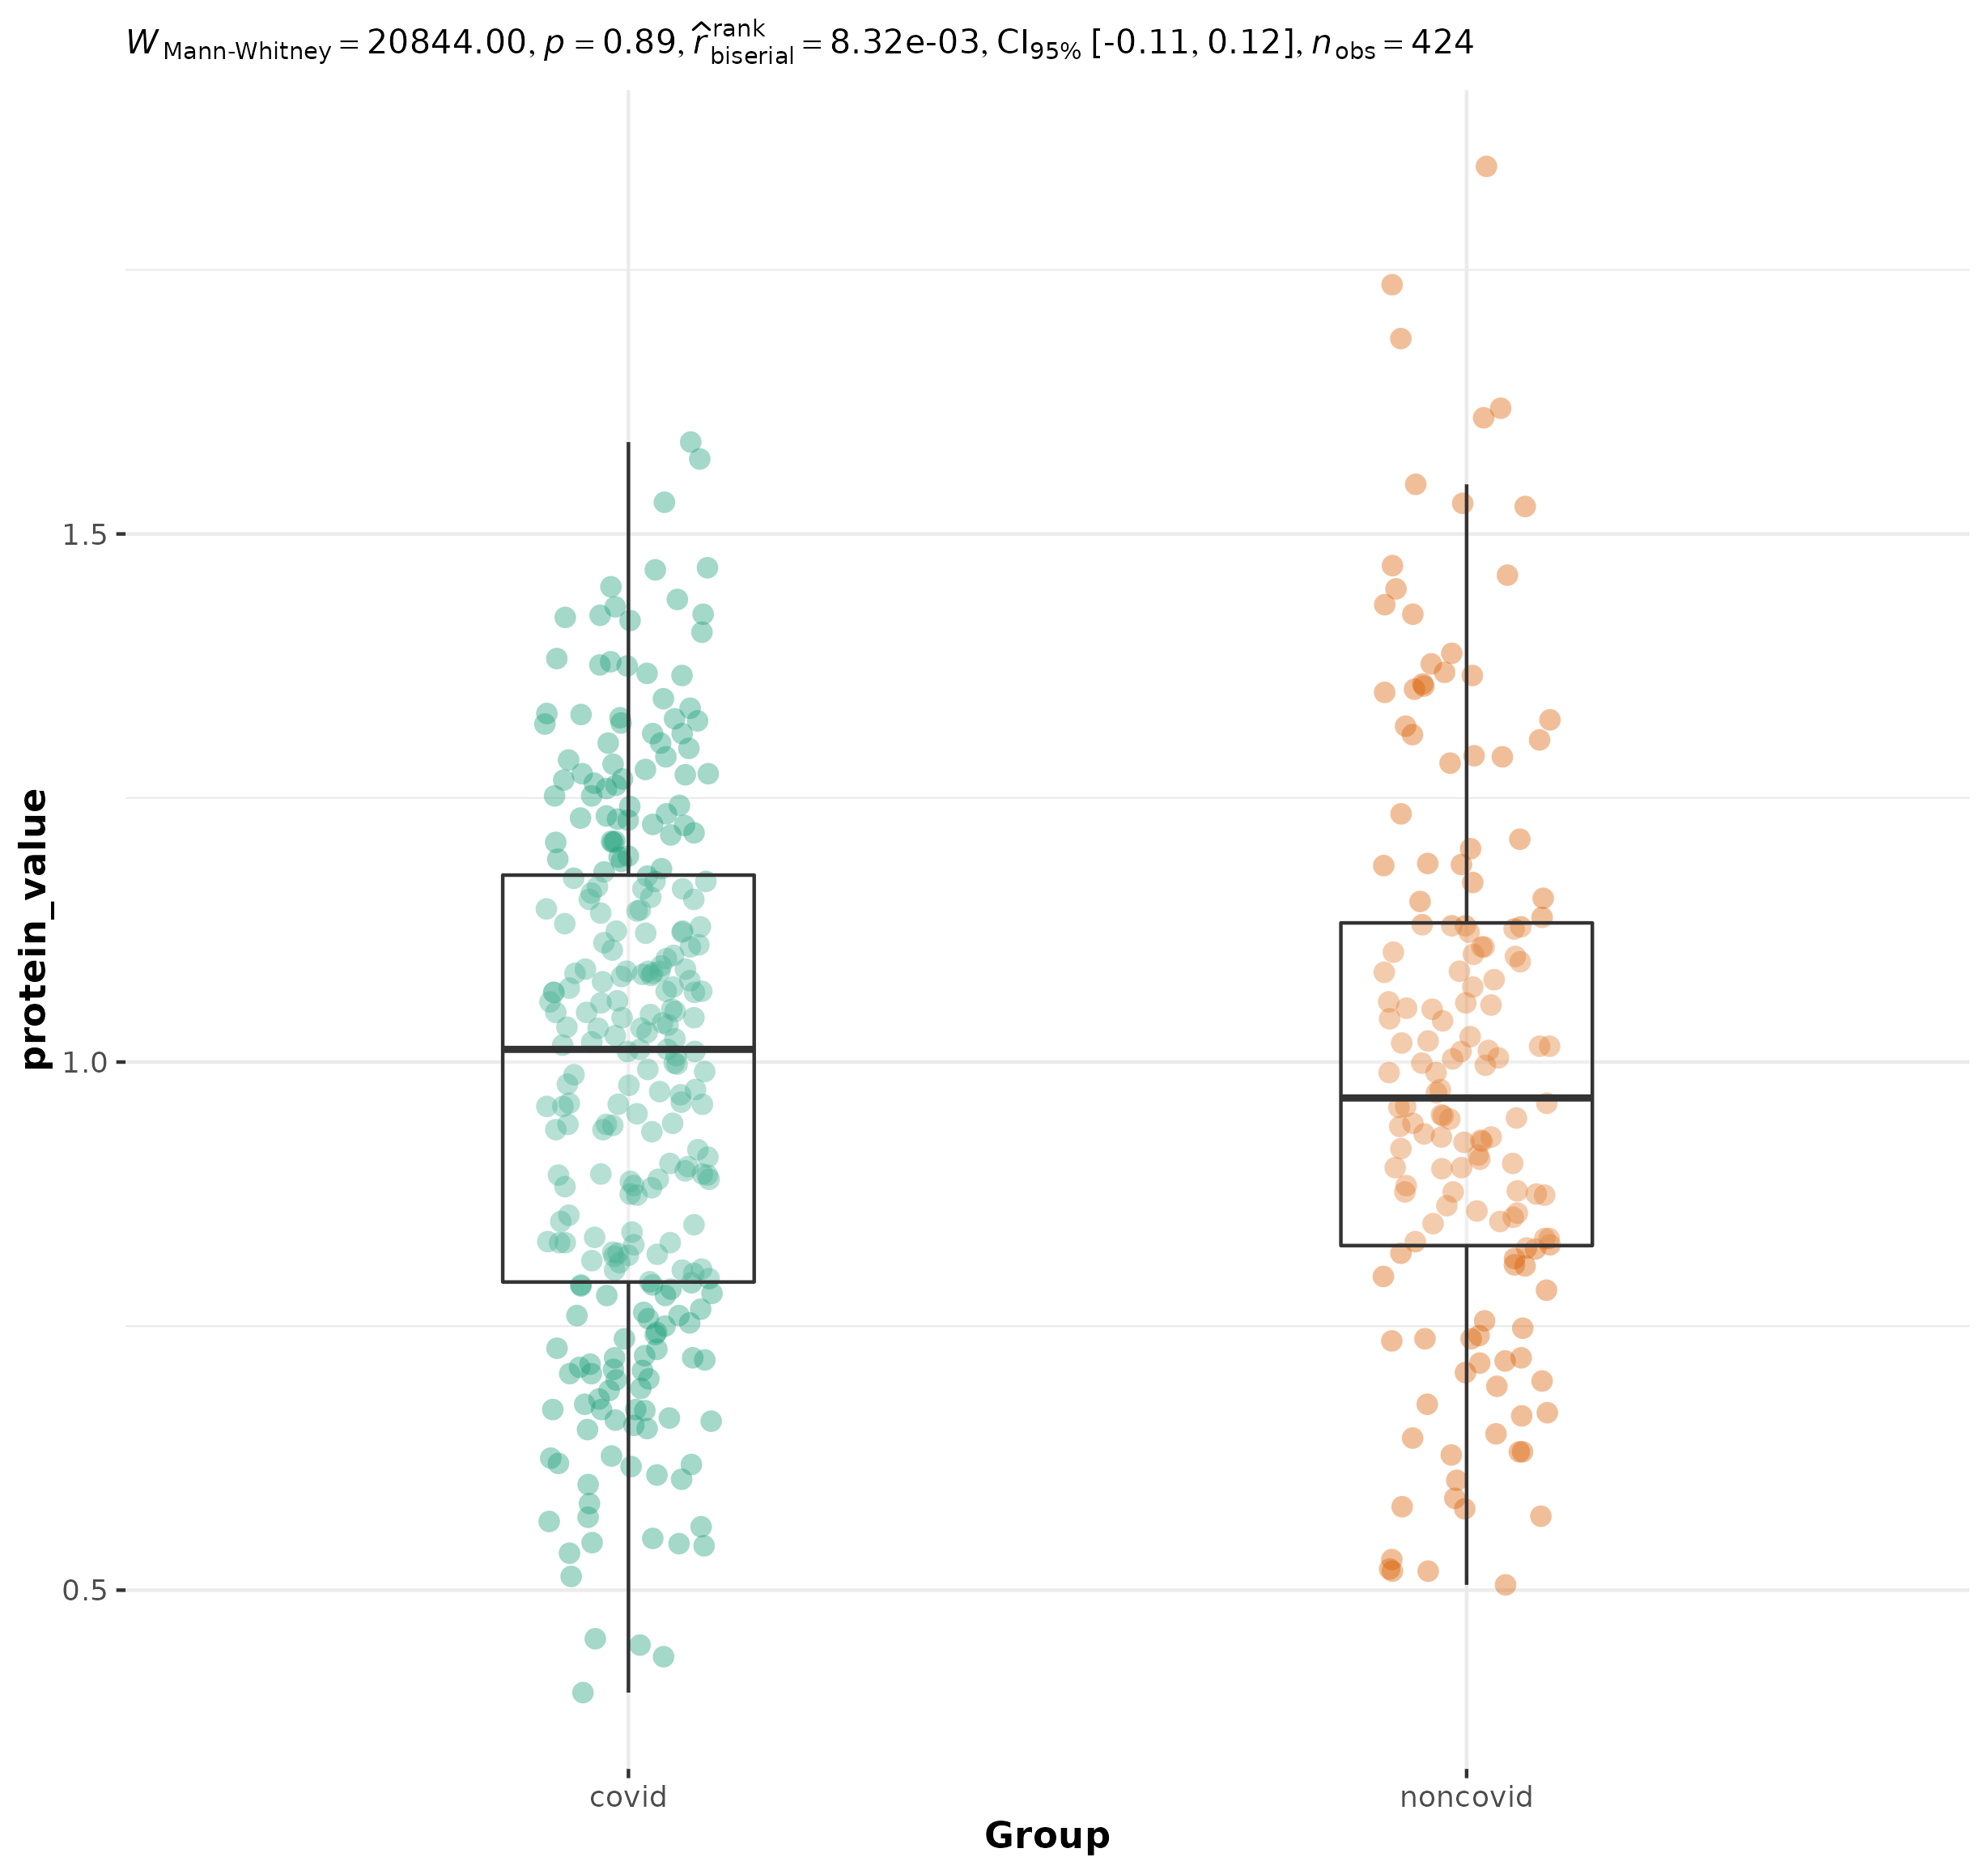 W Mann-Whitney = 20844.00, p = 0.89, r̂ rank biserial = 8.32e-03, CI95% [-0.11, 0.12], nobs = 424
protein_value
1.5
1.0
0.5
covid noncovid
Group